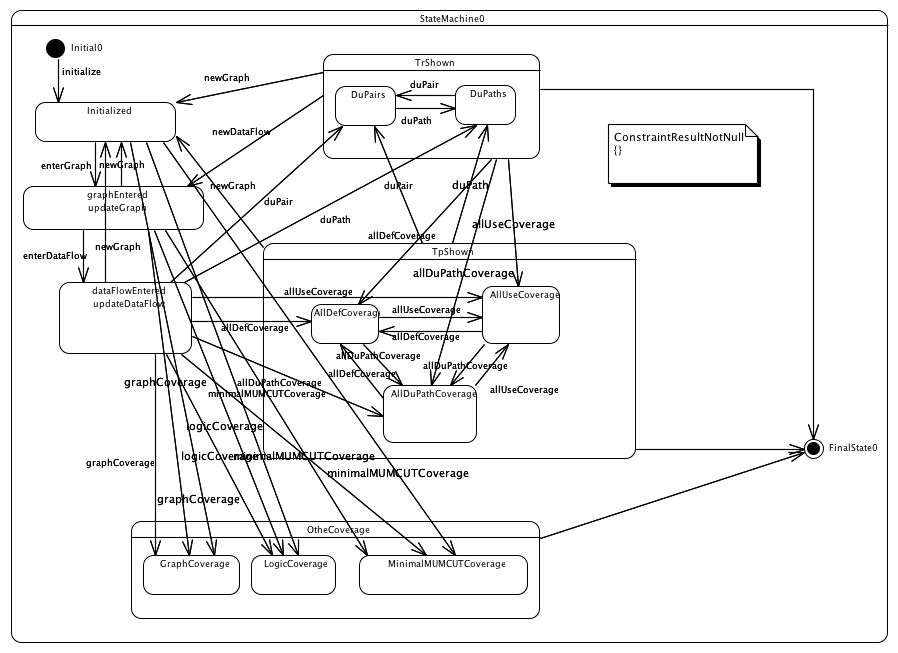 StateMachine0
Initial0
initialize
TrShown
newGraph
duPair
DuPairs
DuPaths
Initialized
duPath
newDataFlow
ConstraintResultNotNull
{}
enterGraph
newGraph
graphEntered
updateGraph
newGraph
duPair
duPath
duPair
duPath
allUseCoverage
allDefCoverage
newGraph
enterDataFlow
TpShown
allDuPathCoverage
dataFlowEntered
updateDataFlow
allUseCoverage
AllUseCoverage
AllDefCoverage
allUseCoverage
allDefCoverage
allDefCoverage
allDuPathCoverage
allDuPathCoverage
allDefCoverage
graphCoverage
allDuPathCoverage
minimalMUMCUTCoverage
AllDuPathCoverage
allUseCoverage
logicCoverage
FinalState0
graphCoverage
logicCoverage
minimalMUMCUTCoverage
minimalMUMCUTCoverage
graphCoverage
OtheCoverage
GraphCoverage
LogicCoverage
MinimalMUMCUTCoverage